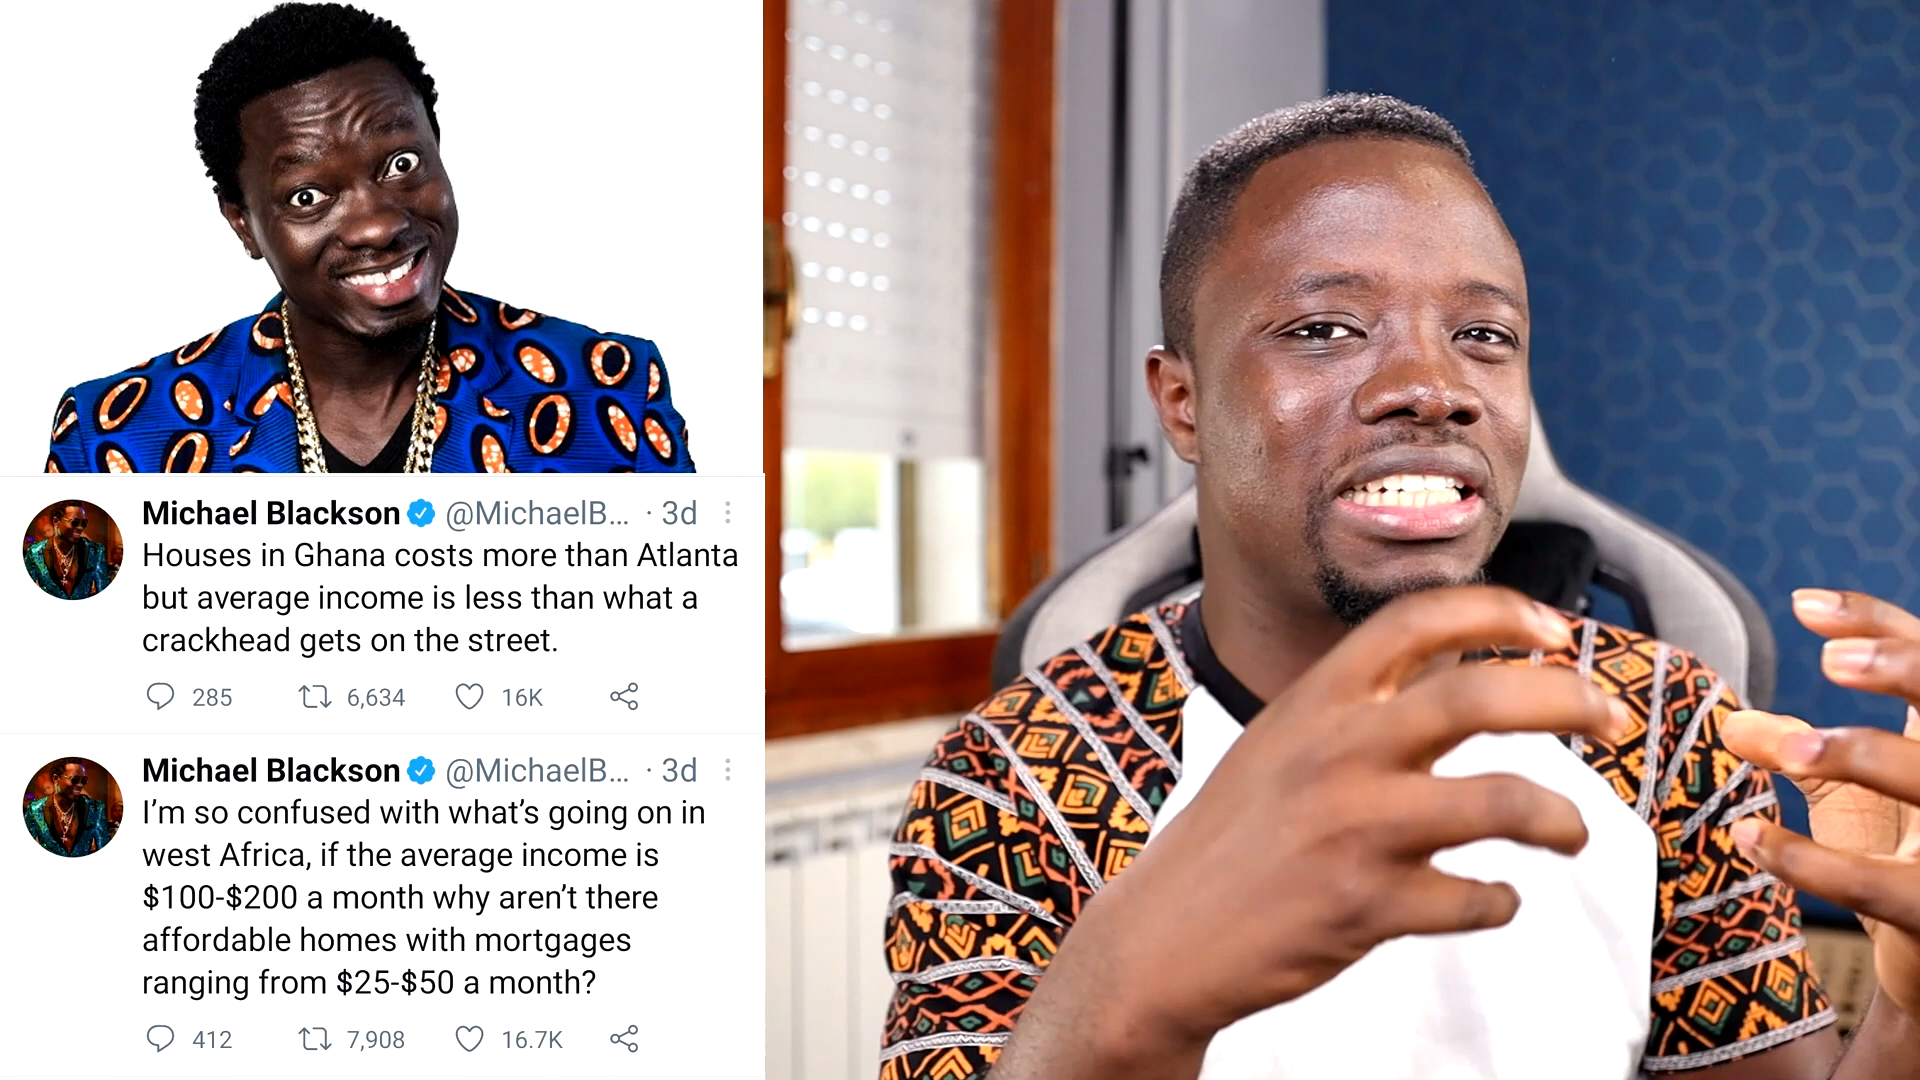 Michael Blackson @MichaelB... · 3d
Houses in Ghana costs more than Atlanta
but average income is less than what a
crackhead gets on the street.
285 6,634 16K
Michael Blackson @MichaelB... · 3d
I'm so confused with what's going on in
west Africa, if the average income is
$100-$200 a month why aren't there
affordable homes with mortgages
ranging from $25-$50 a month?
412 7,908 16.7K